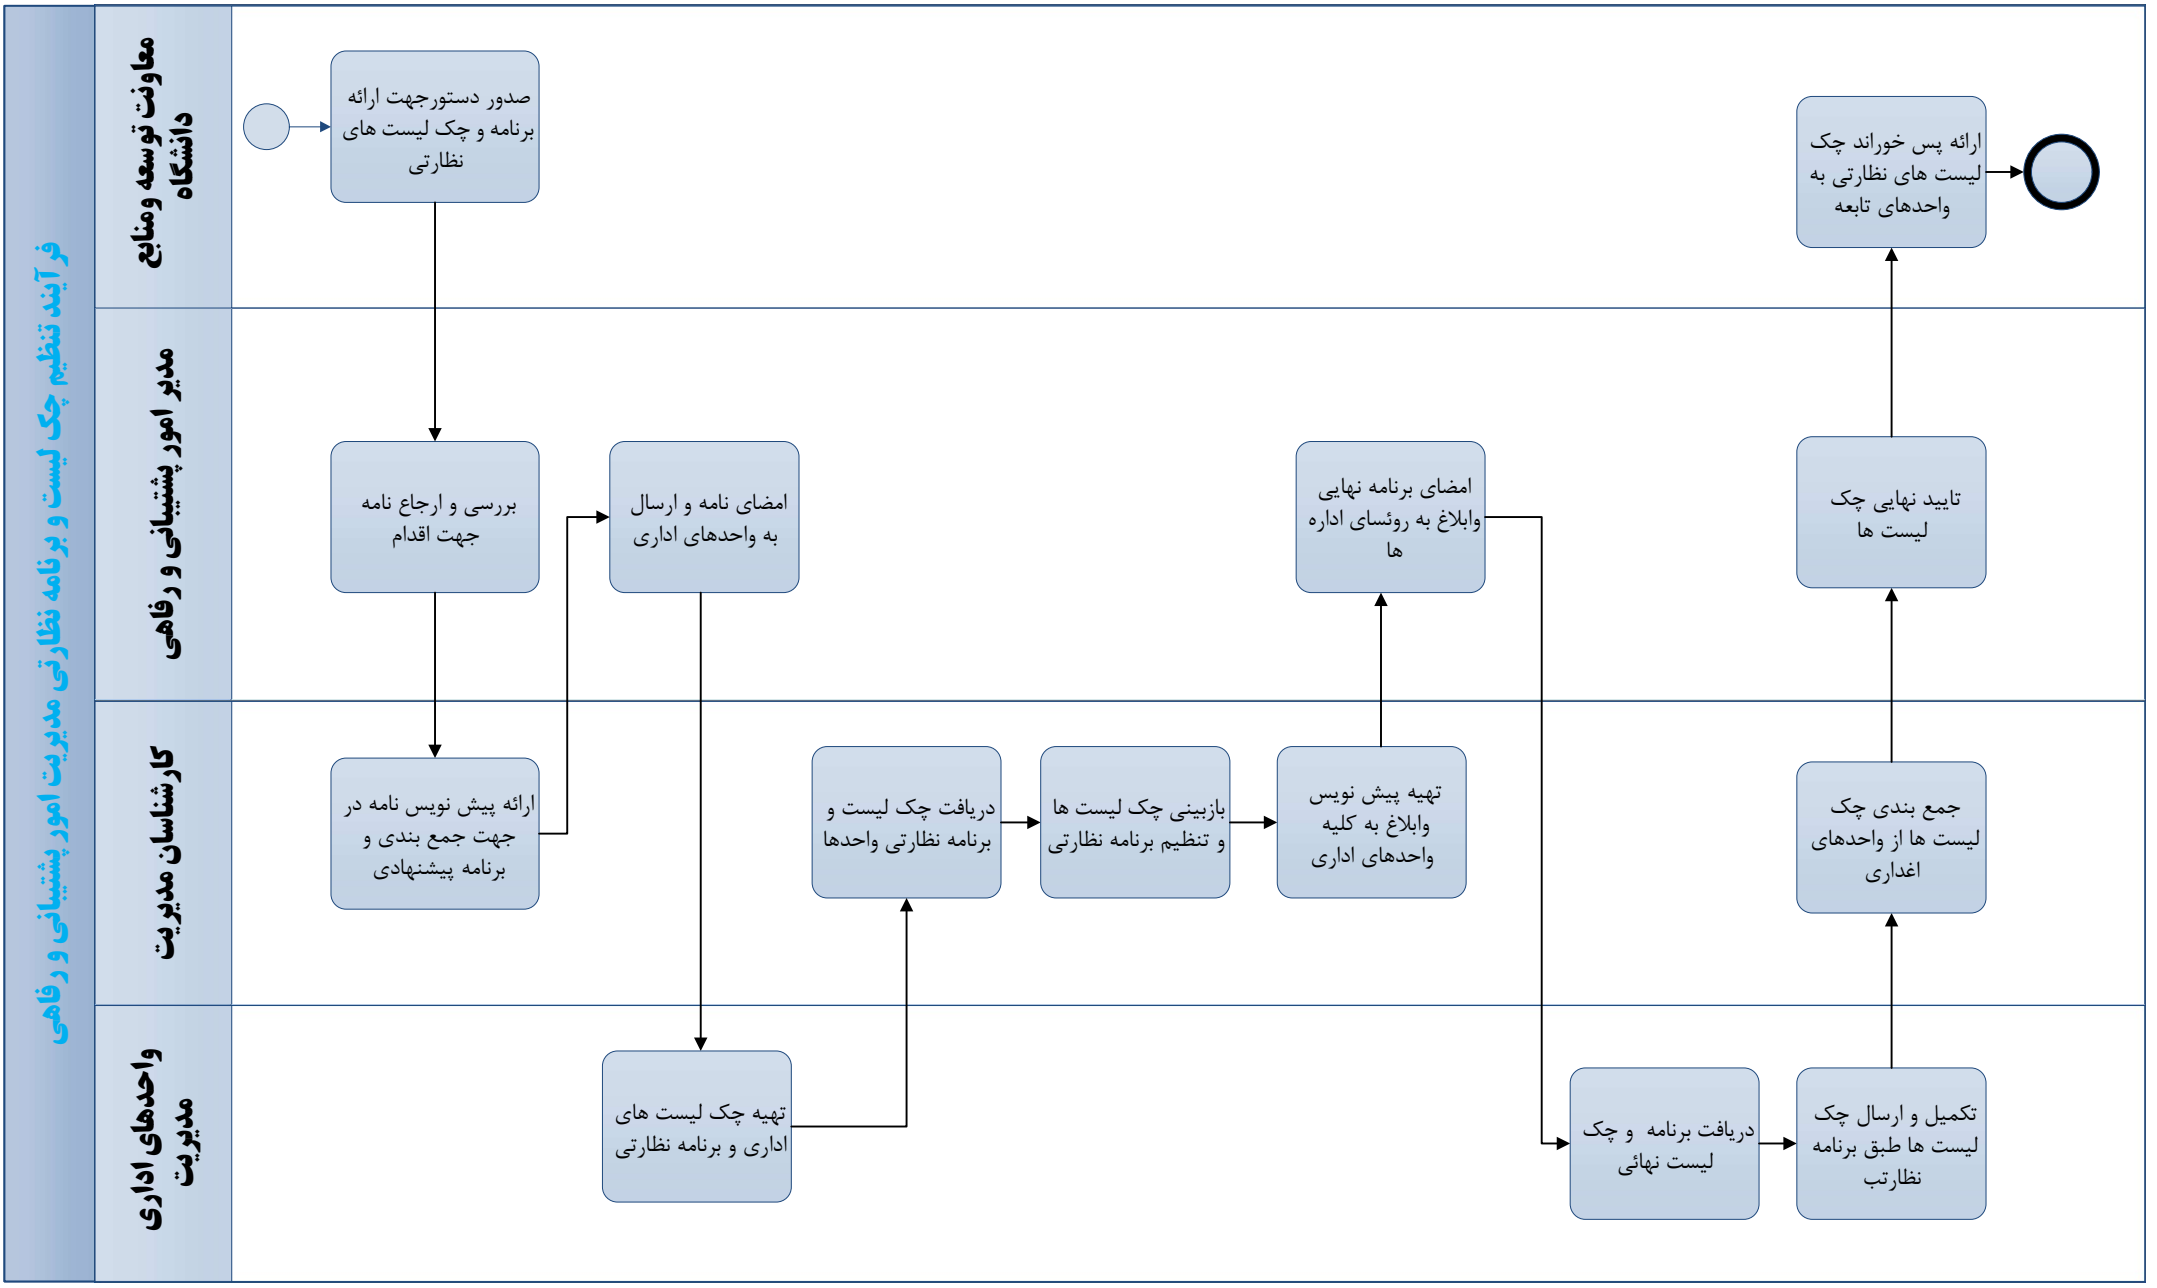 فرآیند تنظیم چک لیست و برنامه نظارتی مدیریت امور پشتیبانی و رفاهی
معاونت توسعه ومنابع
دانشگاه
صدور دستورجهت ارائه
برنامه و چک لیست های
نظارتی
ارائه پس خوراند چک
لیست های نظارتی به
واحدهای تابعه
مدیر امور پشتیبانی و رفاهی
بررسی و ارجاع نامه
جهت اقدام
امضای نامه و ارسال
به واحدهای اداری
امضای برنامه نهایی
وابلاغ به روئسای اداره
ها
تایید نهایی چک
لیست ها
کارشناسان مدیریت
ارائه پیش نویس نامه در
جهت جمع بندی و
برنامه پیشنهادی
دریافت چک لیست و
برنامه نظارتی واحدها
بازبینی چک لیست ها
و تنظیم برنامه نظارتی
تهیه پیش نویس
وابلاغ به کلیه
واحدهای اداری
جمع بندی چک
لیست ها از واحدهای
اغداری
واحدهای اداری
مدیریت
تهیه چک لیست های
اداری و برنامه نظارتی
دریافت برنامه و چک
لیست نهائی
تکمیل و ارسال چک
لیست ها طبق برنامه
نظارتب